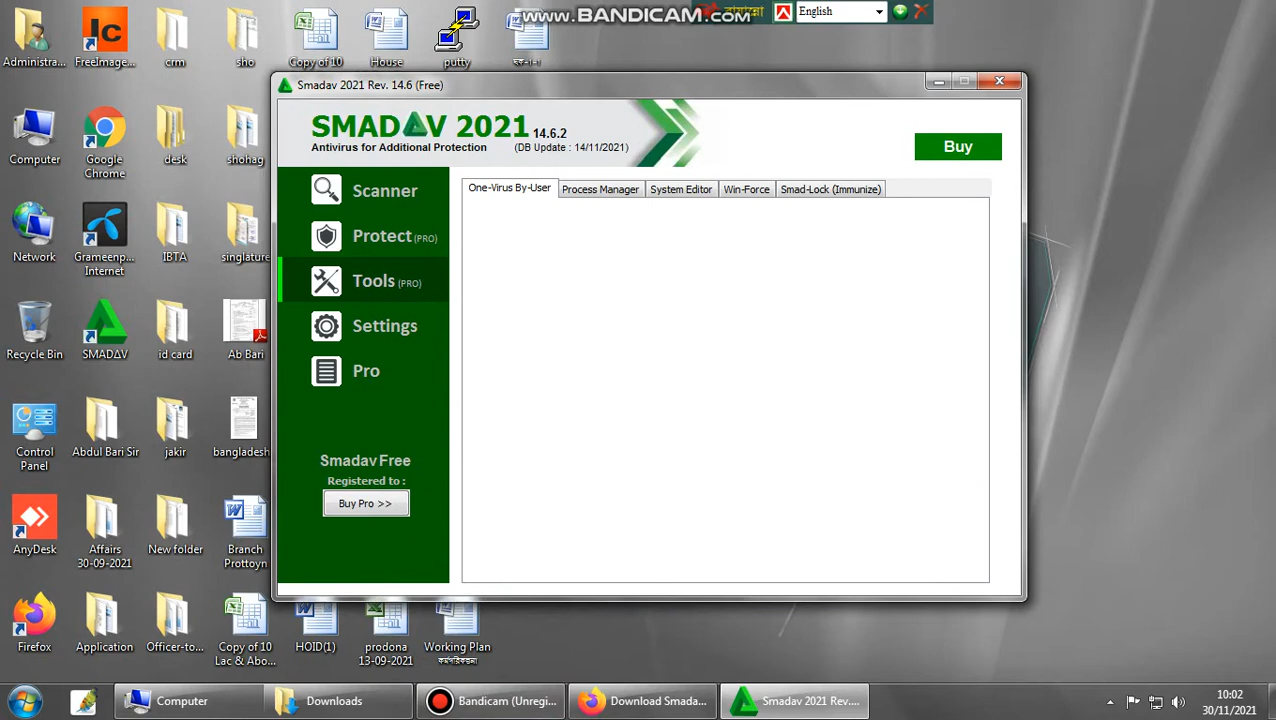 www.BANDICAM.com
English
Administra...
FreeImage...
crm
sho
Copy of 10
House
putty
Computer
Google
Chrome
desk
shohag
Network
Grameenp...
Internet
IBTA
singlature
Recycle Bin
SMADΔV
id card
Ab Bari
Control
Panel
Abdul Bari Sir
jakir
bangladesh
AnyDesk
Affairs
30-09-2021
New folder
Branch
Prottoyn
Firefox
Application
Officer-to...
Copy of 10
Lac & Abo...
HOID(1)
prodona
13-09-2021
Working Plan
কর্মপরিকল্পনা
Smadav 2021 Rev. 14.6 (Free)
SMADΔV 2021 14.6.2
Antivirus for Additional Protection (DB Update : 14/11/2021)
Buy
Scanner
Protect (PRO)
Tools (PRO)
Settings
Pro
Smadav Free
Registered to :
Buy Pro >>
One-Virus By-User
Process Manager
System Editor
Win-Force
Smad-Lock (Immunize)
Computer
Downloads
Bandicam (Unregi...
Download Smada...
Smadav 2021 Rev....
10:02
30/11/2021